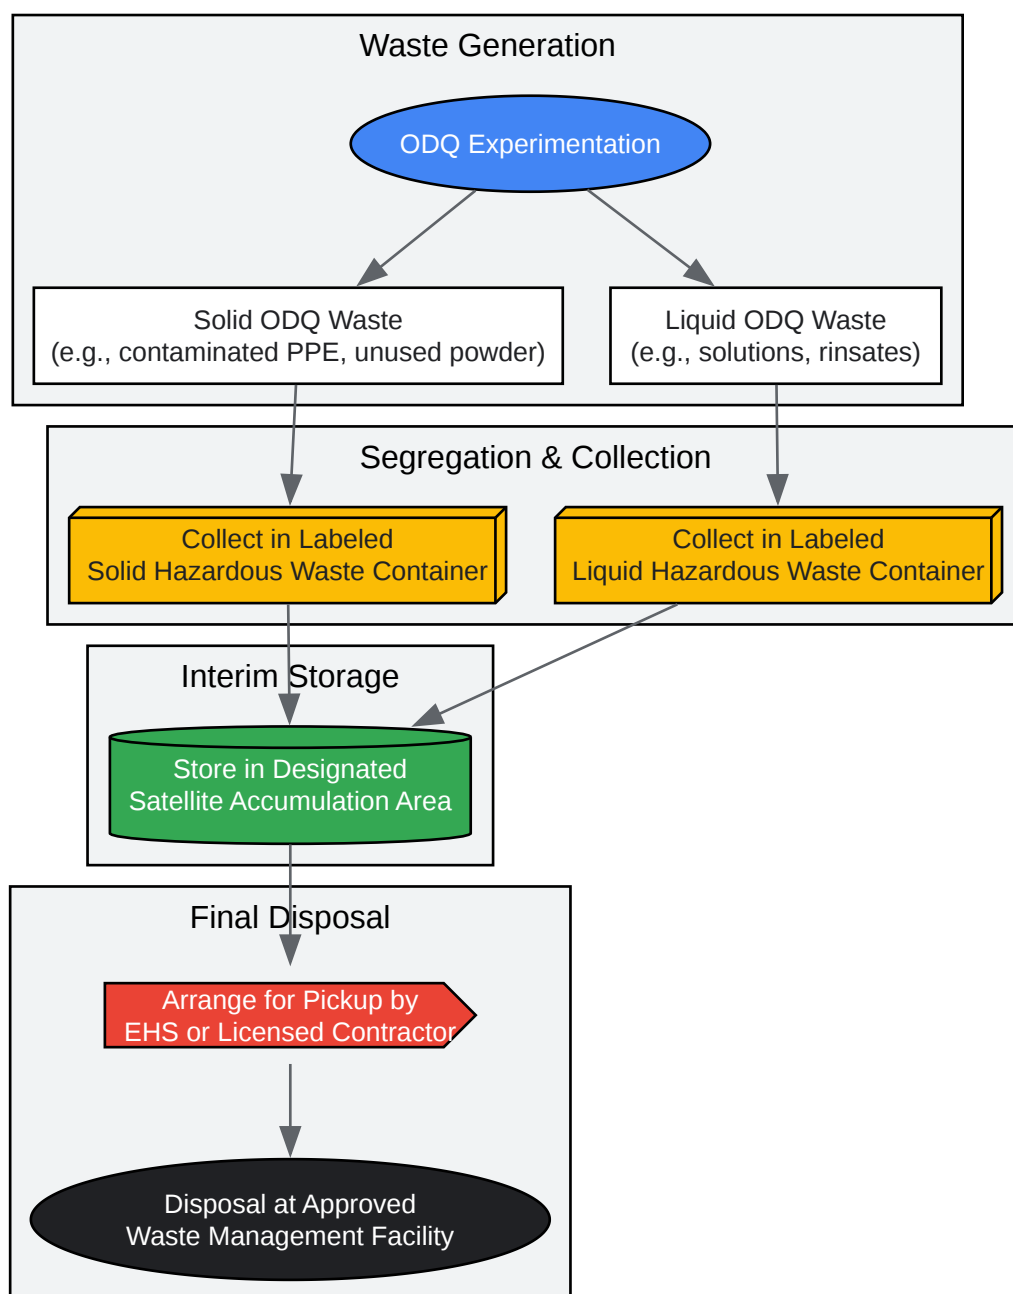 Waste Generation
ODQ Experimentation
Solid ODQ Waste
(e.g., contaminated PPE, unused powder)
Liquid ODQ Waste
(e.g., solutions, rinsates)
Segregation & Collection
Collect in Labeled
Solid Hazardous Waste Container
Collect in Labeled
Liquid Hazardous Waste Container
Interim Storage
Store in Designated
Satellite Accumulation Area
Final Disposal
Arrange for Pickup by
EHS or Licensed Contractor
Disposal at Approved
Waste Management Facility